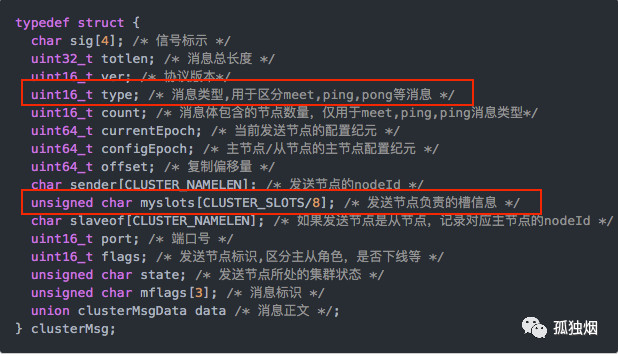 typedef struct {
char sig[4]; /* 信号标示 */
uint32_t totlen; /* 消息总长度 */
uint16_t ver; /* 协议版本*/
uint16_t type; /* 消息类型,用于区分meet,ping,pong等消息 */
uint16_t count; /* 消息体包含的节点数量，仅用于meet,ping,ping消息类型*/
uint64_t currentEpoch; /* 当前发送节点的配置纪元 */
uint64_t configEpoch; /* 主节点/从节点的主节点配置纪元 */
uint64_t offset; /* 复制偏移量 */
char sender[CLUSTER_NAMELEN]; /* 发送节点的nodeId */
unsigned char myslots[CLUSTER_SLOTS/8]; /* 发送节点负责的槽信息 */
char slaveof[CLUSTER_NAMELEN]; /* 如果发送节点是从节点，记录对应主节点的nodeId */
uint16_t port; /* 端口号 */
uint16_t flags; /* 发送节点标识,区分主从角色，是否下线等 */
unsigned char state; /* 发送节点所处的集群状态 */
unsigned char mflags[3]; /* 消息标识 */
union clusterMsgData data /* 消息正文 */;
} clusterMsg;
孤独烟